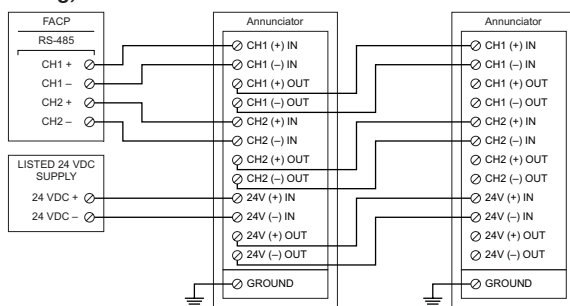 FACP
RS-485
CH1 +
CH1 –
CH2 +
CH2 –
LISTED 24 VDC
SUPPLY
24 VDC +
24 VDC –
Annunciator
CH1 (+) IN
CH1 (–) IN
CH1 (+) OUT
CH1 (–) OUT
CH2 (+) IN
CH2 (–) IN
CH2 (+) OUT
CH2 (–) OUT
24V (+) IN
24V (–) IN
24V (+) OUT
24V (–) OUT
GROUND
Annunciator
CH1 (+) IN
CH1 (–) IN
CH1 (+) OUT
CH1 (–) OUT
CH2 (+) IN
CH2 (–) IN
CH2 (+) OUT
CH2 (–) OUT
24V (+) IN
24V (–) IN
24V (+) OUT
24V (–) OUT
GROUND